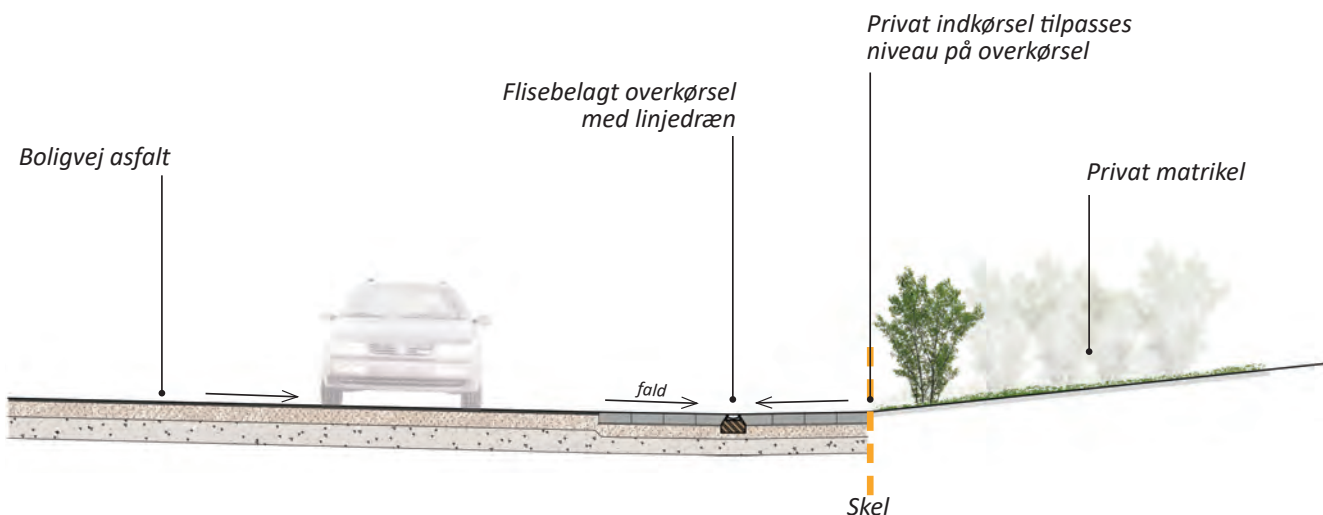 Privat indkørsel tilpasses
niveau på overkørsel
Flisebelagt overkørsel
med linjedræn
Boligvej asfalt
Privat matrikel
fald
Skel